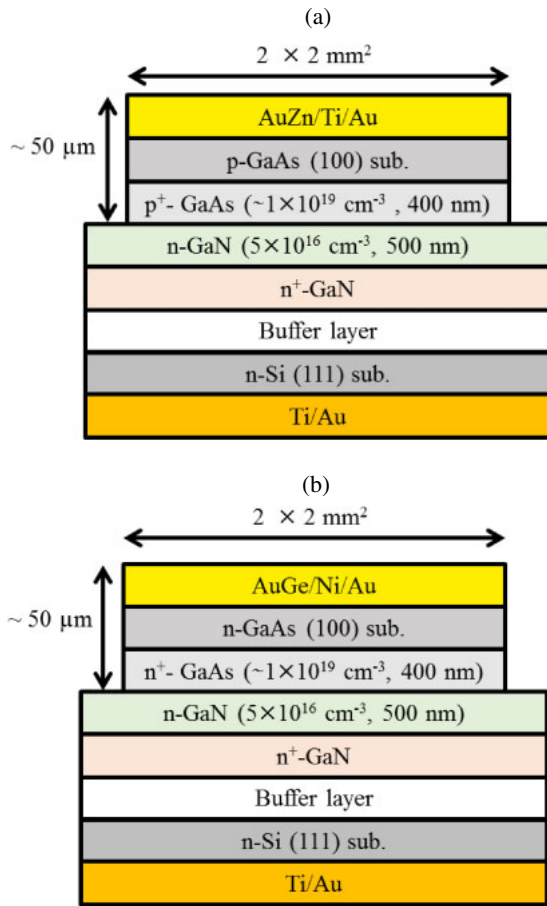 (a)
2 × 2 mm²
~ 50 µm
AuZn/Ti/Au
p-GaAs (100) sub.
p⁺- GaAs (~1×10¹⁹ cm⁻³ , 400 nm)
n-GaN (5×10¹⁶ cm⁻³, 500 nm)
n⁺-GaN
Buffer layer
n-Si (111) sub.
Ti/Au
(b)
2 × 2 mm²
~ 50 µm
AuGe/Ni/Au
n-GaAs (100) sub.
n⁺- GaAs (~1×10¹⁹ cm⁻³, 400 nm)
n-GaN (5×10¹⁶ cm⁻³, 500 nm)
n⁺-GaN
Buffer layer
n-Si (111) sub.
Ti/Au